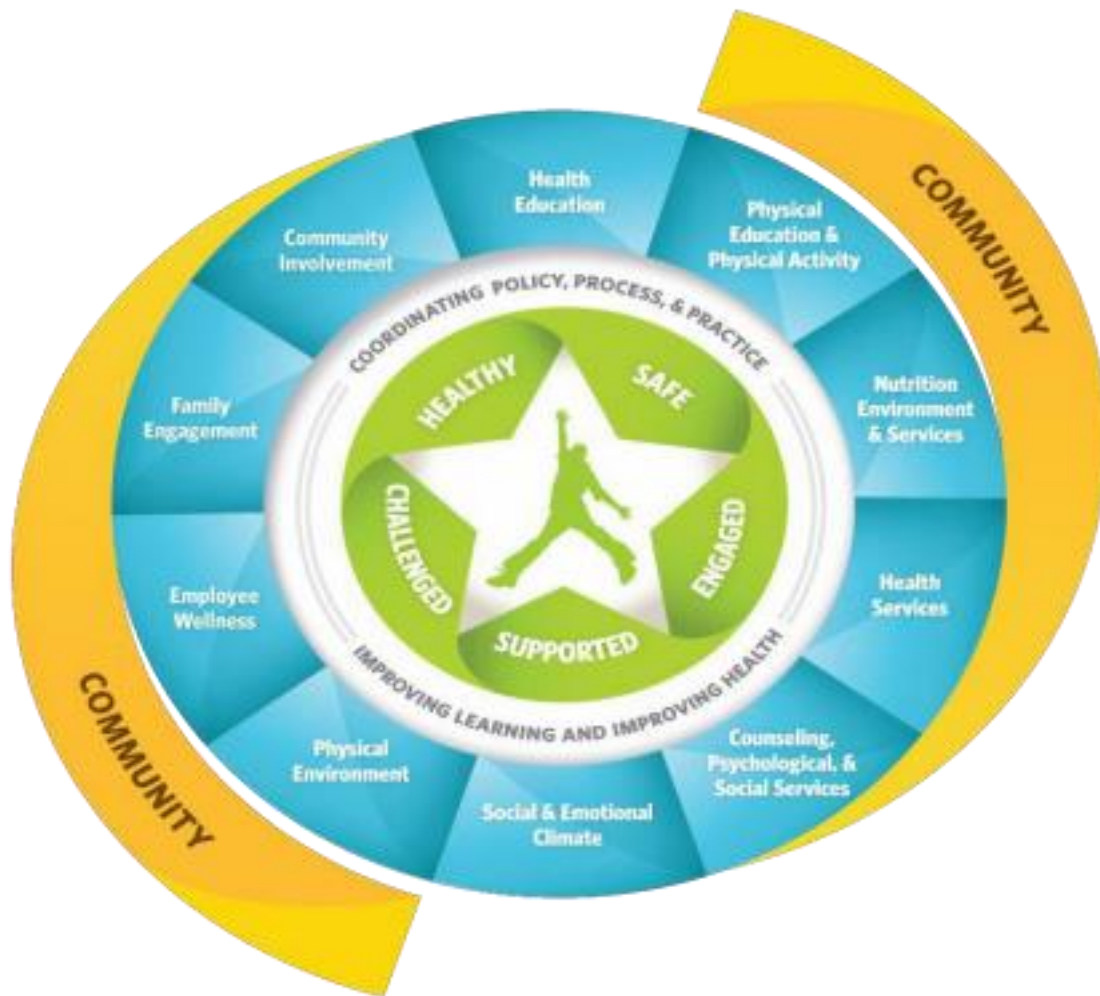 COMMUNITY
Health
Education
Physical
Education &
Physical Activity
Nutrition
Environment
& Services
Health
Services
Counseling,
Psychological, &
Social Services
Social & Emotional
Climate
Physical
Environment
Employee
Wellness
Family
Engagement
Community
Involvement
COORDINATING POLICY, PROCESS, & PRACTICE
IMPROVING LEARNING AND IMPROVING HEALTH
HEALTHY
SAFE
ENGAGED
SUPPORTED
CHALLENGED
COMMUNITY